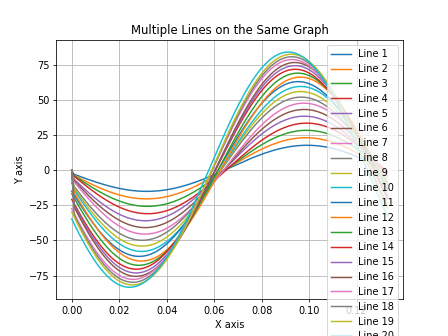 Multiple Lines on the Same Graph
Y axis
75
50
25
0
−25
−50
−75
0.00
0.02
0.04
0.06
0.08
0.10
X axis
Line 1
Line 2
Line 3
Line 4
Line 5
Line 6
Line 7
Line 8
Line 9
Line 10
Line 11
Line 12
Line 13
Line 14
Line 15
Line 16
Line 17
Line 18
Line 19
Line 20